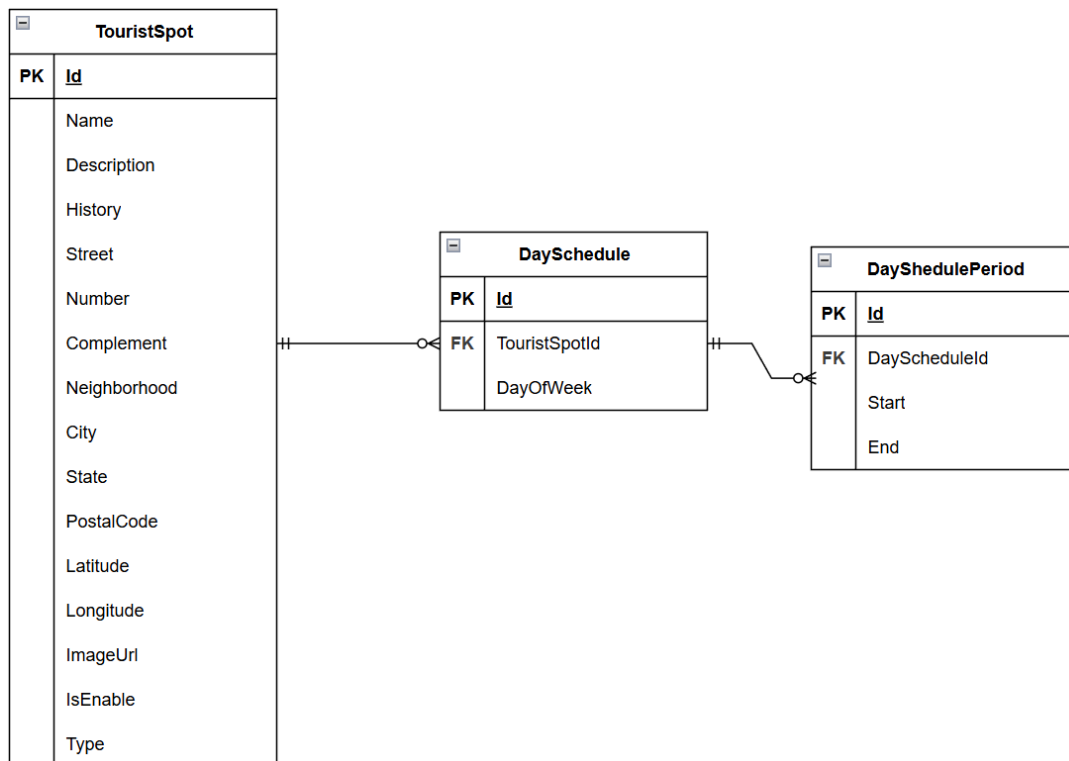 TouristSpot
PK Id
Name
Description
History
Street
Number
Complement
Neighborhood
City
State
PostalCode
Latitude
Longitude
ImageUrl
IsEnable
Type
DaySchedule
PK Id
FK TouristSpotId
DayOfWeek
DayShedulePeriod
PK Id
FK DayScheduleId
Start
End